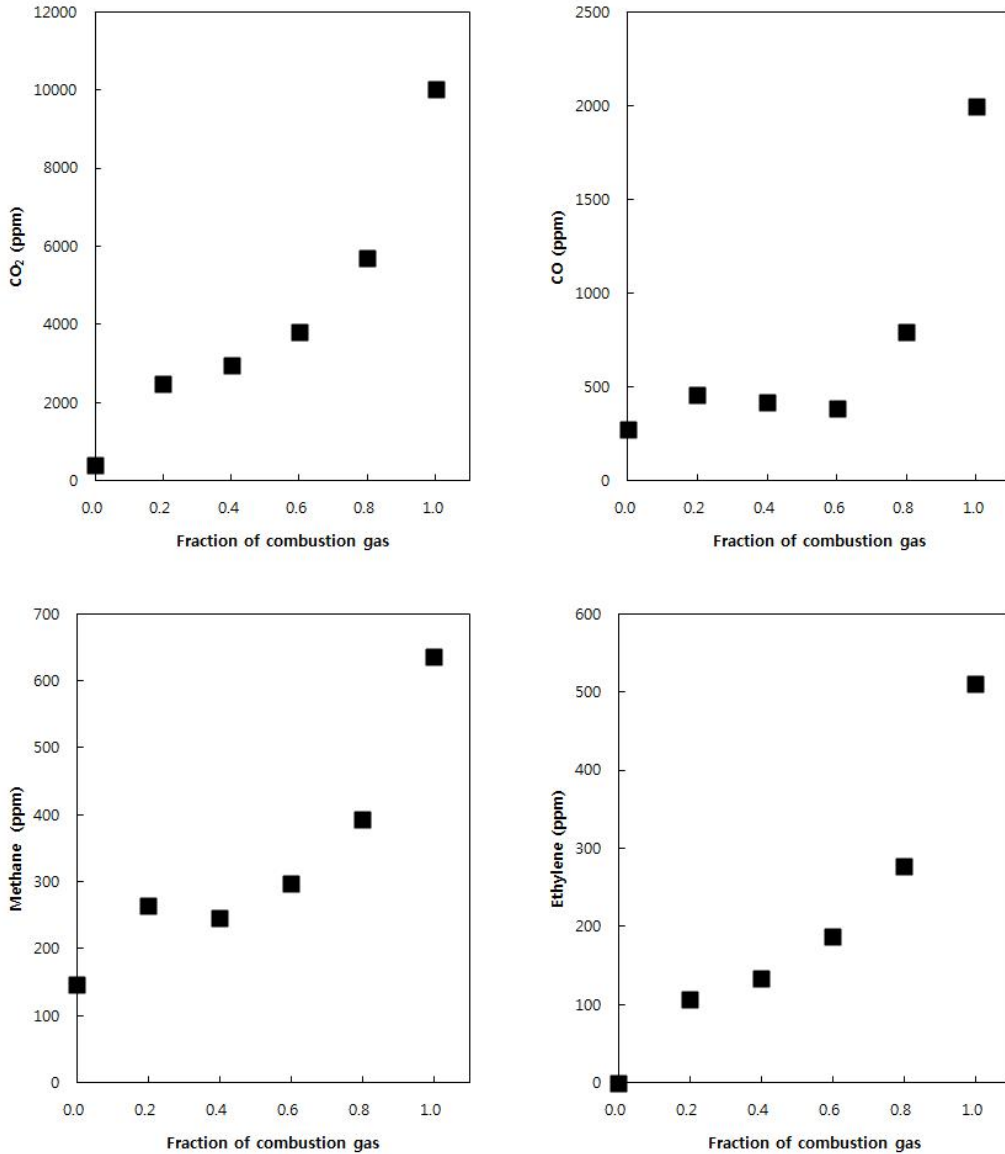 12000
10000
8000
6000
4000
2000
0
CO₂ (ppm)
0.0 0.2 0.4 0.6 0.8 1.0
Fraction of combustion gas
2500
2000
1500
1000
500
0
CO (ppm)
0.0 0.2 0.4 0.6 0.8 1.0
Fraction of combustion gas
700
600
500
400
300
200
100
0
Methane (ppm)
0.0 0.2 0.4 0.6 0.8 1.0
Fraction of combustion gas
600
500
400
300
200
100
0
Ethylene (ppm)
0.0 0.2 0.4 0.6 0.8 1.0
Fraction of combustion gas